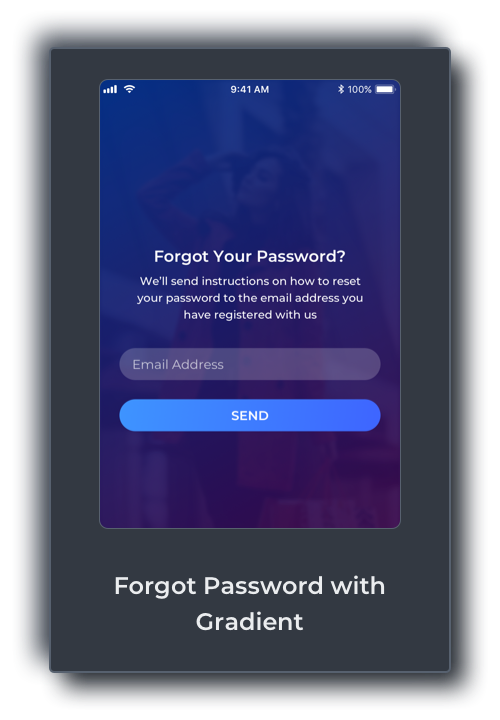 9:41 AM
100%
Forgot Your Password?
We'll send instructions on how to reset
your password to the email address you
have registered with us
Email Address
SEND
Forgot Password with
Gradient